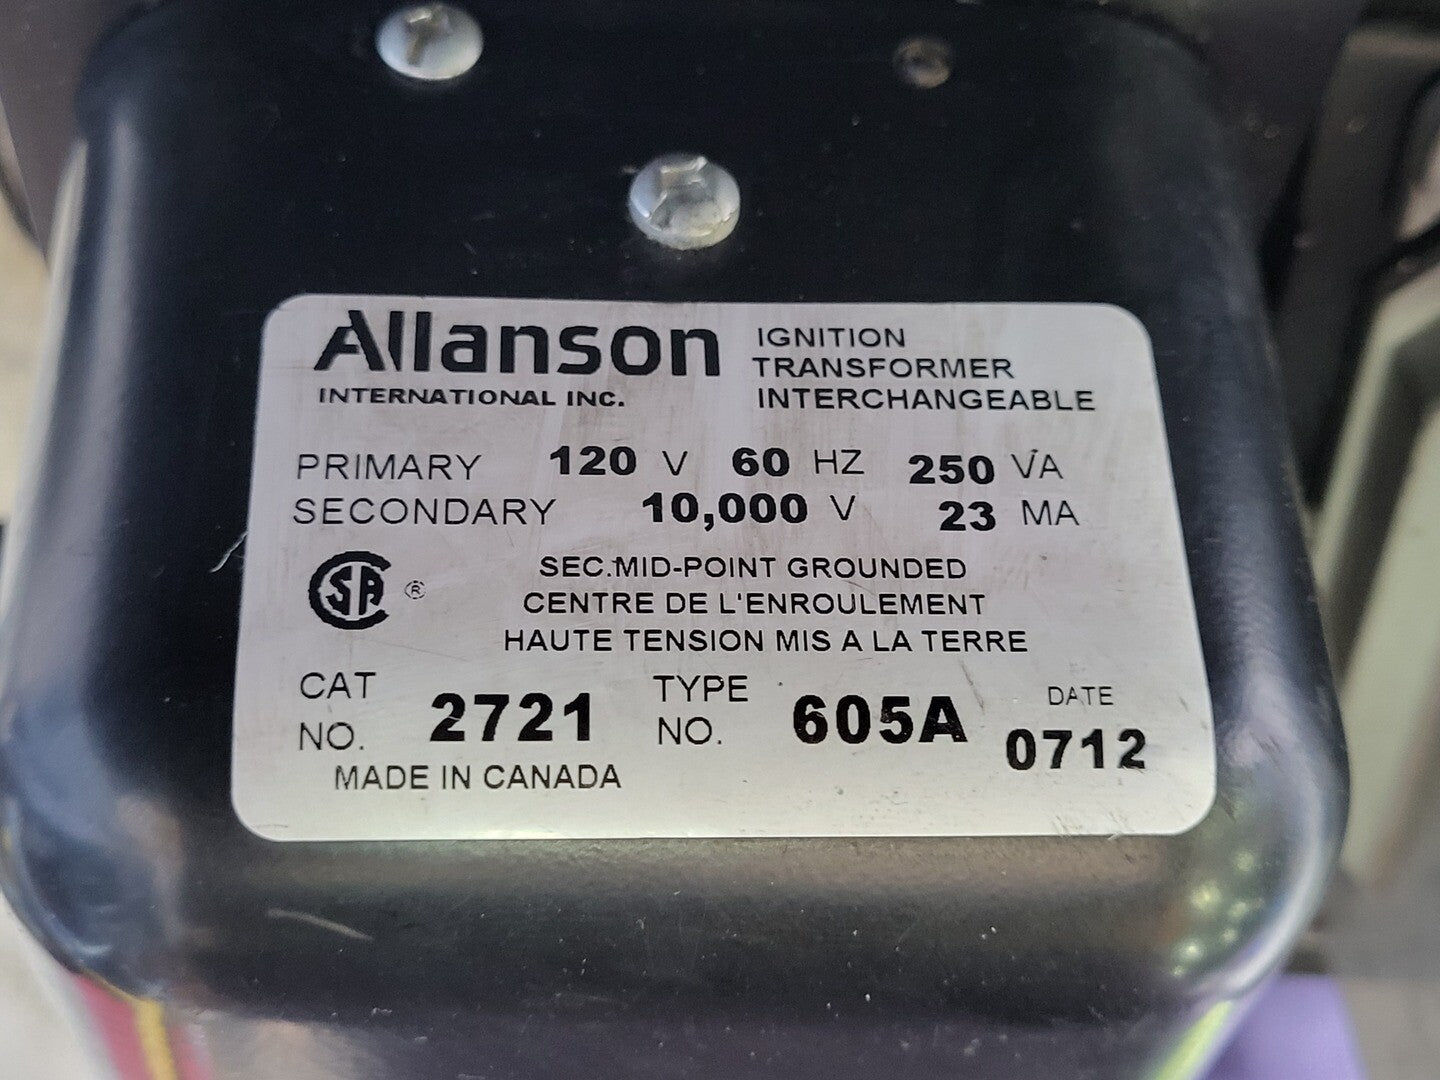 Allanson
INTERNATIONAL INC.
IGNITION
TRANSFORMER
INTERCHANGEABLE
PRIMARY 120 V 60 HZ 250 VA
SECONDARY 10,000 V 23 MA
CSA ®
SEC.MID-POINT GROUNDED
CENTRE DE L'ENROULEMENT
HAUTE TENSION MIS A LA TERRE
CAT NO. 2721
TYPE NO. 605A
DATE
0712
MADE IN CANADA